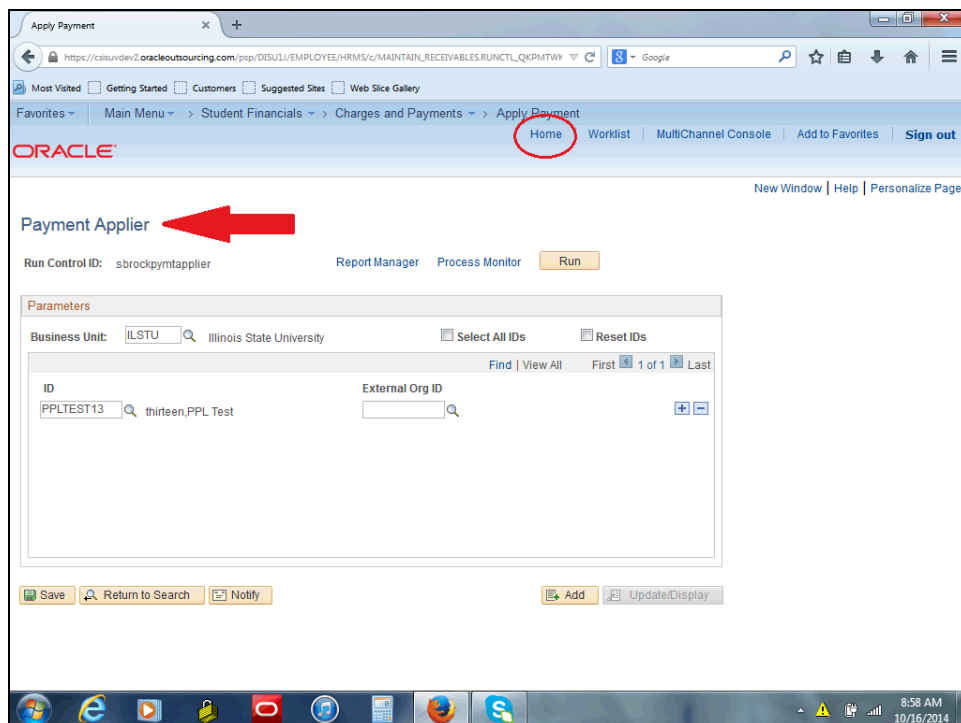 Apply Payment
https://csisuvdev2.oracleoutsourcing.com/psp/DISU1J/EMPLOYEE/HRMS/c/MAINTAIN_RECEIVABLES.RUNCTL_QKPMTW
8 - Google
Most Visited Getting Started Customers Suggested Sites Web Slice Gallery
Favorites Main Menu > Student Financials > Charges and Payments > Apply Payment
Home Worklist MultiChannel Console Add to Favorites Sign out
ORACLE
New Window | Help | Personalize Page
Payment Applier
Run Control ID: sbrockpymtapplier Report Manager Process Monitor Run
Parameters
Business Unit: ILSTU Illinois State University Select All IDs Reset IDs
Find | View All First 1 of 1 Last
ID External Org ID
PPLTEST13 thirteen,PPL Test
Save Return to Search Notify Add Update/Display
8:58 AM
10/16/2014